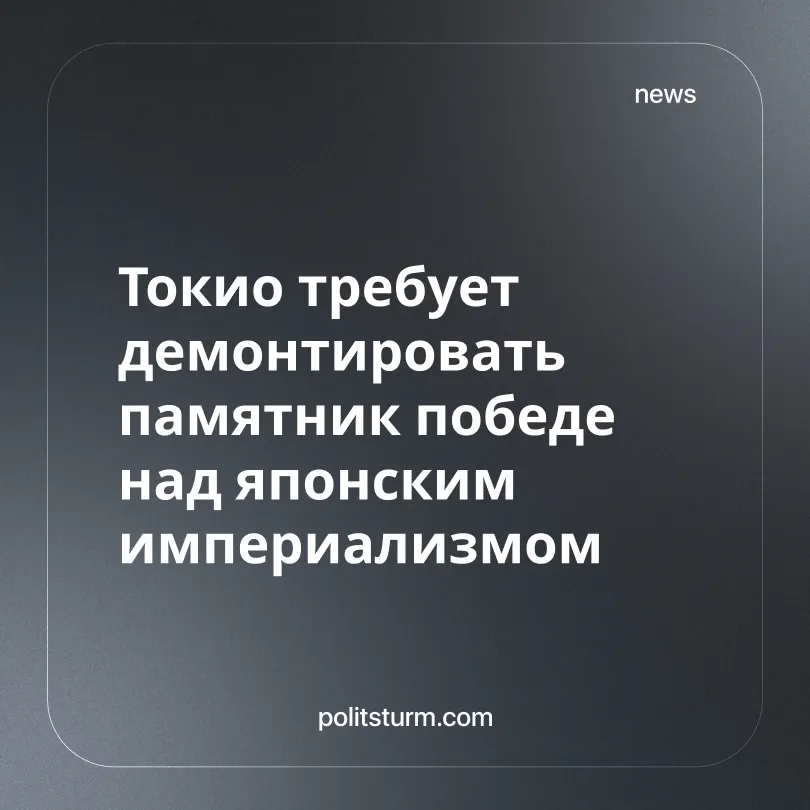 news
Токио требует
демонтировать
памятник победе
над японским
империализмом
politsturm.com